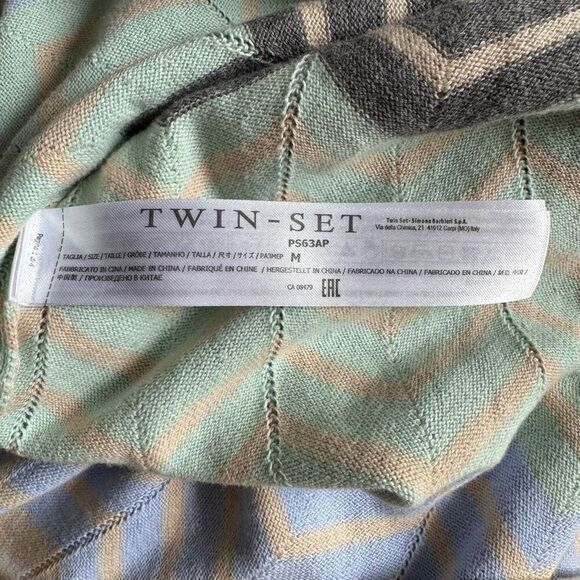 TWIN-SET
Twin Set-Simona Barbieri S.p.A.
Via della Chimica, 21 41012 Carpi (MO) Italy
PS63AP
TAGLIA / SIZE / TAILLE / GRÖBE / TAMANHO / TALLA / 尺寸 / サイズ / PA3MEP M
FABBRICATO IN CINA / MADE IN CHINA / FABRIQUÉ EN CHINE / HERGESTELLT IN CHINA / FABRICADO NA CHINA / FABRICADO EN CHINA /
中国製 / ПРОИЗВЕДЕНО В КИТАЕ
CA 08479 EAC